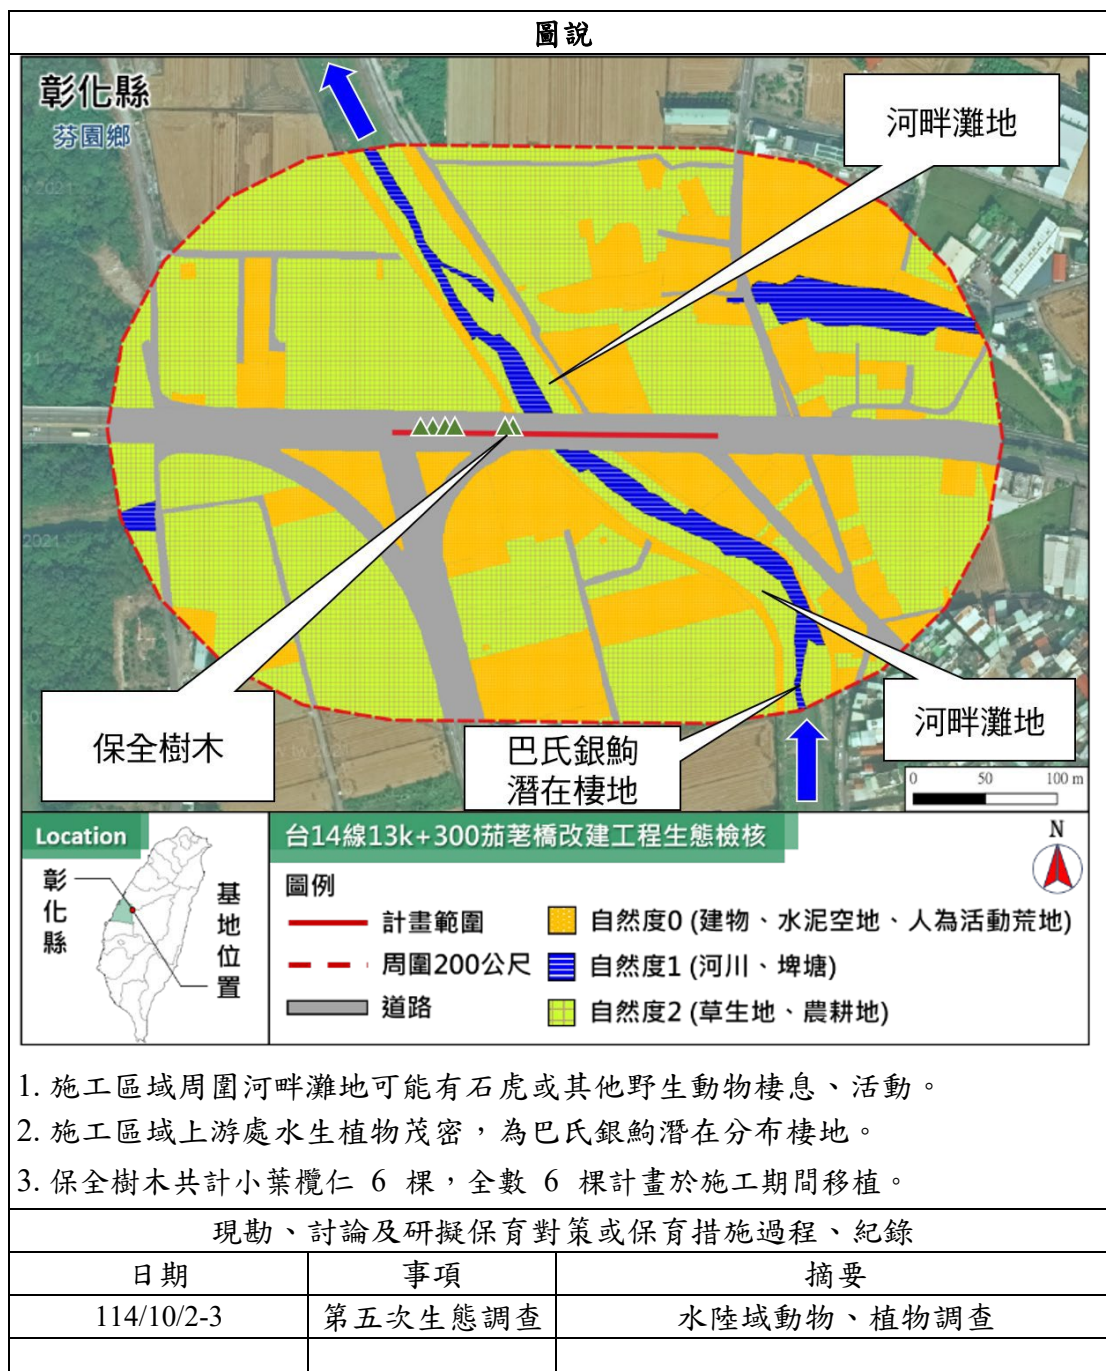 圖說
彰化縣
芬園鄉
河畔灘地
保全樹木
巴氏銀鮈
潛在棲地
河畔灘地
0 50 100 m
Location
彰化縣
基地位置
台14線13k+300茄荖橋改建工程生態檢核
N
圖例
計畫範圍
自然度0 (建物、水泥空地、人為活動荒地)
周圍200公尺
自然度1 (河川、埤塘)
道路
自然度2 (草生地、農耕地)
1. 施工區域周圍河畔灘地可能有石虎或其他野生動物棲息、活動。
2. 施工區域上游處水生植物茂密，為巴氏銀鮈潛在分布棲地。
3. 保全樹木共計小葉欖仁 6 棵，全數 6 棵計畫於施工期間移植。
現勘、討論及研擬保育對策或保育措施過程、紀錄
日期 事項 摘要
114/10/2-3 第五次生態調查 水陸域動物、植物調查